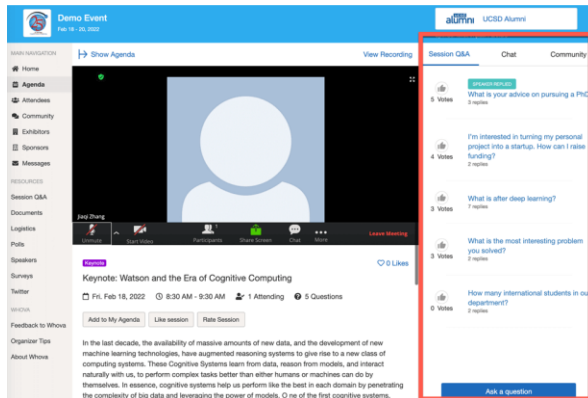 Demo Event
Feb 16 - 20, 2022
alumni
UCSD Alumni
MAIN NAVIGATION
Home
Agenda
Attendees
Community
Exhibitors
Sponsors
Messages
RESOURCES
Session Q&A
Documents
Logistics
Polls
Speakers
Surveys
Twitter
WHOVA
Feedback to Whova
Organizer Tips
About Whova
Show Agenda
View Recording
Jiaqi Zhang
Unmute
Start Video
1
Participants
Share Screen
Chat
More
Leave Meeting
Keynote
0 Likes
Keynote: Watson and the Era of Cognitive Computing
Fri, Feb 18, 2022
8:30 AM - 9:30 AM
1 Attending
5 Questions
Add to My Agenda
Like session
Rate Session
In the last decade, the availability of massive amounts of new data, and the development of new
machine learning technologies, have augmented reasoning systems to give rise to a new class of
computing systems. These Cognitive Systems learn from data, reason from models, and interact
naturally with us, to perform complex tasks better than either humans or machines can do by
themselves. In essence, cognitive systems help us perform like the best in each domain by penetrating
the complexity of big data and leveraging the power of models. O ne of the first cognitive systems,
Session Q&A
Chat
Community
SPEAKER REPLIED
5 Votes
What is your advice on pursuing a PhD
3 replies
4 Votes
I'm interested in turning my personal
project into a startup. How can I raise
funding?
2 replies
3 Votes
What is after deep learning?
7 replies
3 Votes
What is the most interesting problem
you solved?
2 replies
0 Votes
How many international students in ou
department?
2 replies
Ask a question